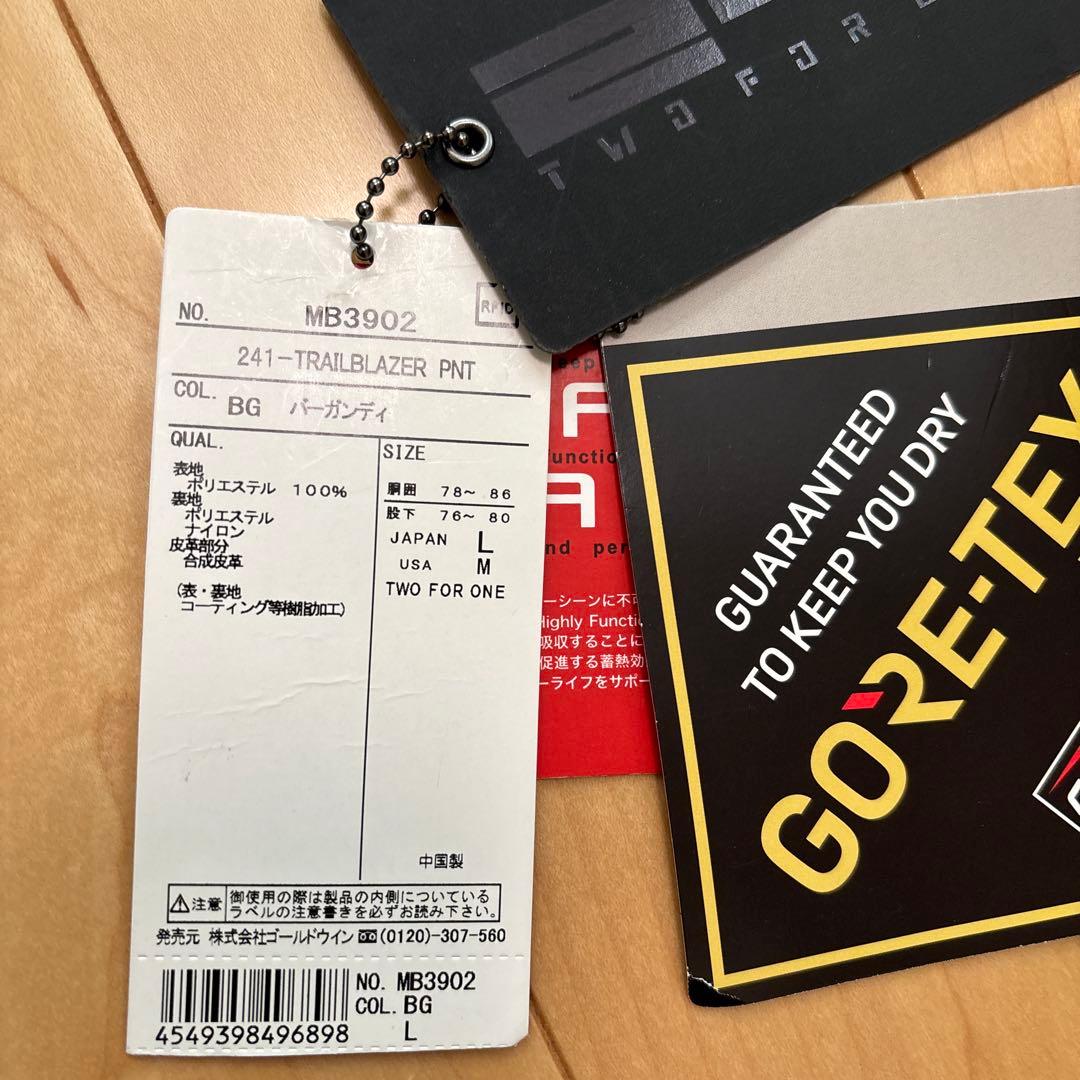 TWOFOR
RFID
NO. MB3902
241-TRAILBLAZER PNT
COL. BG バーガンディ
QUAL.
表地
ポリエステル 100%
裏地
ポリエステル
ナイロン
皮革部分
合成皮革
(表・裏地
コーティング等樹脂加工)
SIZE
胴囲 78~ 86
股下 76~ 80
JAPAN L
USA M
TWO FOR ONE
中国製
注意 御使用の際は製品の内側についている
ラベルの注意書きを必ずお読み下さい。
発売元 株式会社ゴールドウイン (0120)-307-560
4549398496898
NO. MB3902
COL. BG
L
ーシーンに不可
Highly Functi
吸収することに
促進する蓄熱効
ーライフをサポー
GUARANTEED
TO KEEP YOU DRY
GORE-TEX